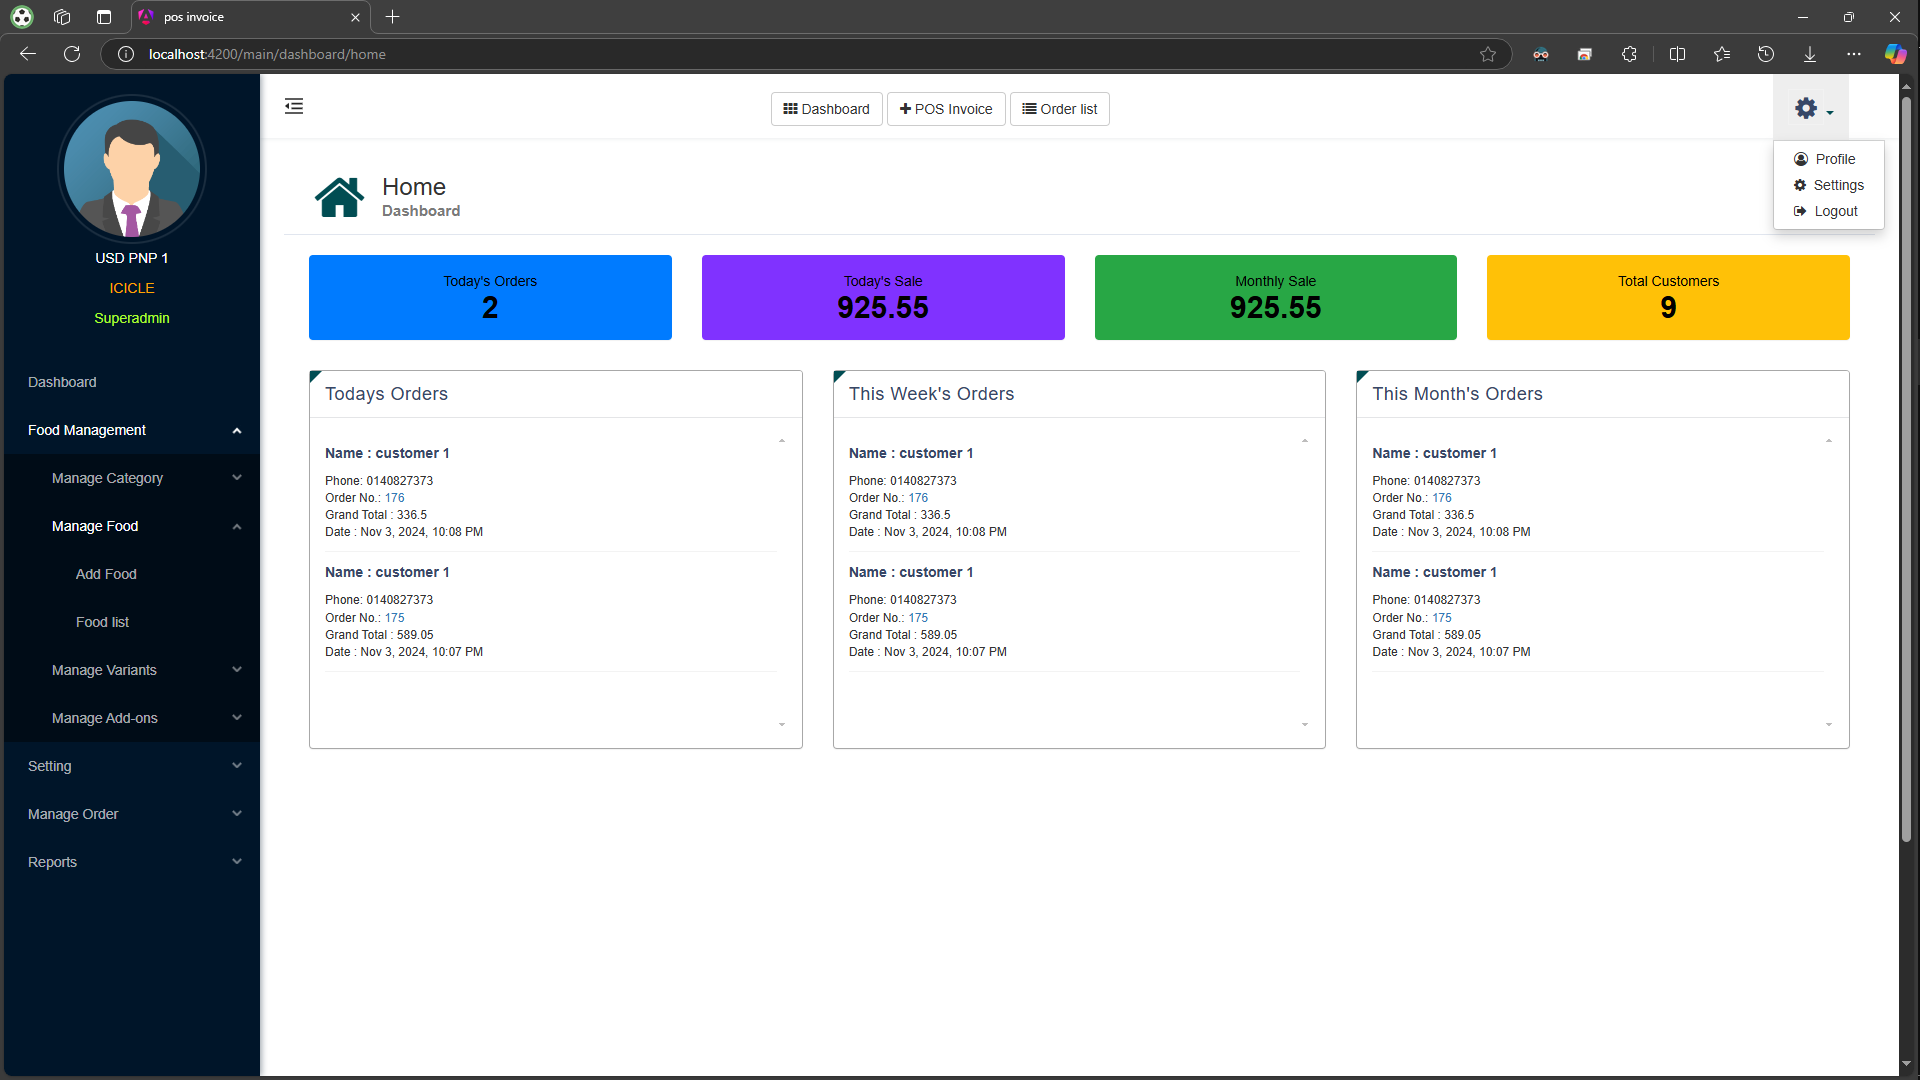 pos invoice
localhost:4200/main/dashboard/home
USD PNP 1
ICICLE
Superadmin
Dashboard
Food Management
Manage Category
Manage Food
Add Food
Food list
Manage Variants
Manage Add-ons
Setting
Manage Order
Reports
Dashboard
POS Invoice
Order list
Profile
Settings
Logout
Home
Dashboard
Today's Orders
2
Today's Sale
925.55
Monthly Sale
925.55
Total Customers
9
Todays Orders
Name : customer 1
Phone: 0140827373
Order No.: 176
Grand Total : 336.5
Date : Nov 3, 2024, 10:08 PM
Name : customer 1
Phone: 0140827373
Order No.: 175
Grand Total : 589.05
Date : Nov 3, 2024, 10:07 PM
This Week's Orders
Name : customer 1
Phone: 0140827373
Order No.: 176
Grand Total : 336.5
Date : Nov 3, 2024, 10:08 PM
Name : customer 1
Phone: 0140827373
Order No.: 175
Grand Total : 589.05
Date : Nov 3, 2024, 10:07 PM
This Month's Orders
Name : customer 1
Phone: 0140827373
Order No.: 176
Grand Total : 336.5
Date : Nov 3, 2024, 10:08 PM
Name : customer 1
Phone: 0140827373
Order No.: 175
Grand Total : 589.05
Date : Nov 3, 2024, 10:07 PM